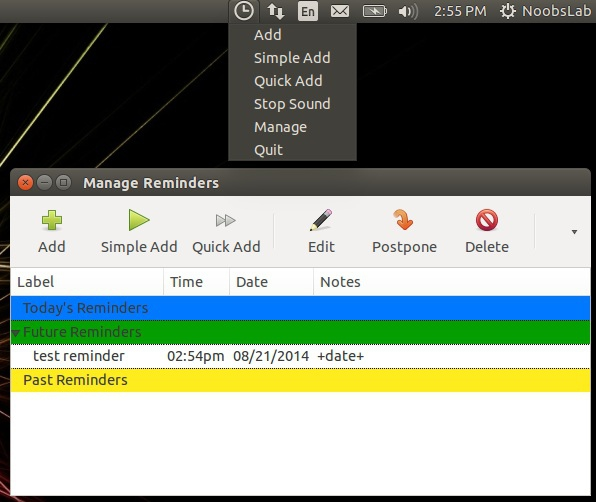 En 2:55 PM NoobsLab
Add
Simple Add
Quick Add
Stop Sound
Manage
Quit
Manage Reminders
Add Simple Add Quick Add Edit Postpone Delete
Label Time Date Notes
Today's Reminders
Future Reminders
test reminder 02:54pm 08/21/2014 +date+
Past Reminders